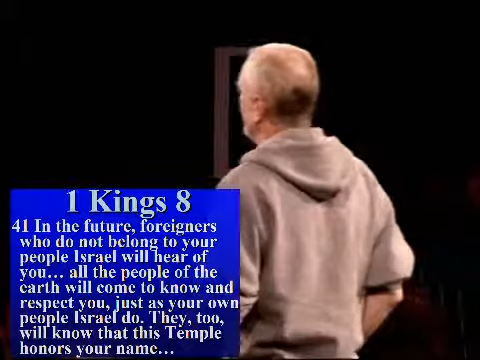 1 Kings 8
41 In the future, foreigners
who do not belong to your
people Israel will hear of
you... all the people of the
earth will come to know and
respect you, just as your own
people Israel do. They, too,
will know that this Temple
honors your name...